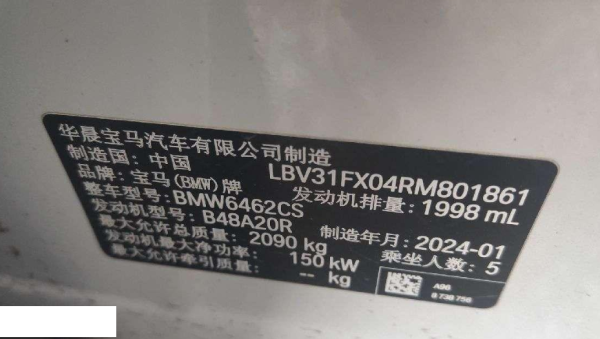 华晨宝马汽车有限公司制造
制造国: 中国 LBV31FX04RM801861
品牌: 宝马(BMW)牌 发动机排量: 1998 mL
整车型号: BMW6462CS
发动机型号: B48A20R 制造年月: 2024-01
最大允许总质量: 2090 kg 乘坐人数: 5
发动机最大净功率: 150 kW
最大允许牵引质量: -- kg
A96